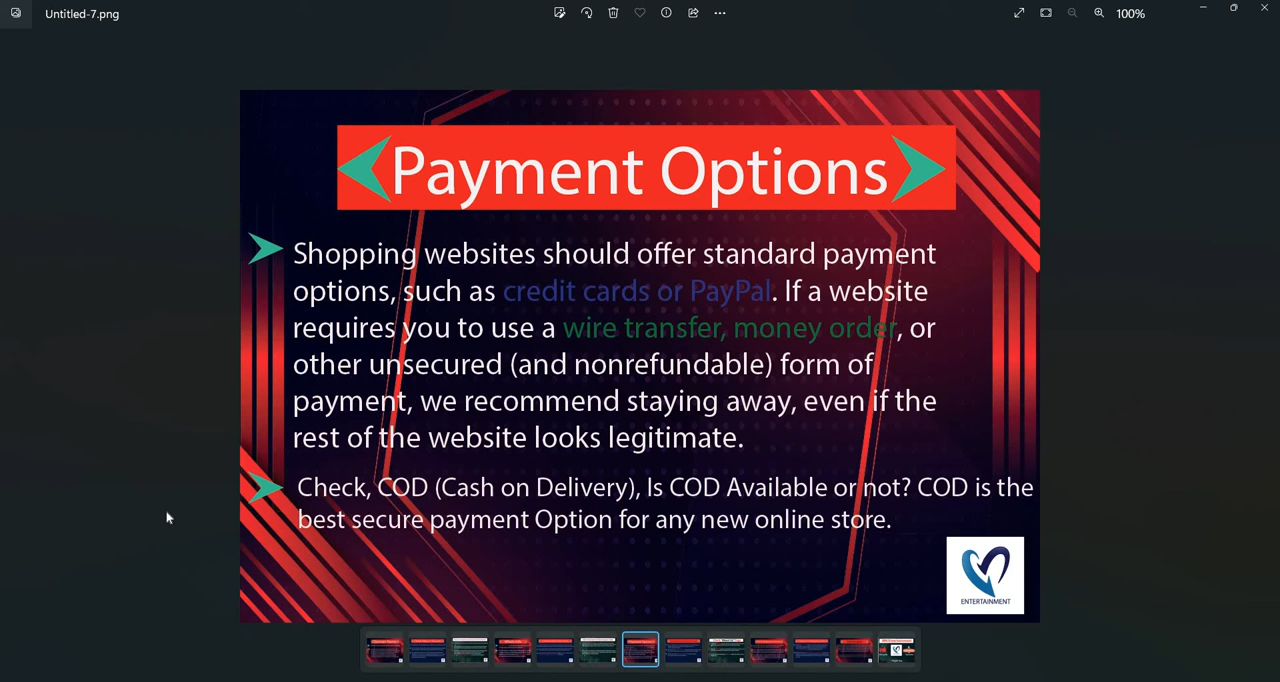 Untitled-7.png
100%
Payment Options
Shopping websites should offer standard payment
options, such as credit cards or PayPal. If a website
requires you to use a wire transfer, money order, or
other unsecured (and nonrefundable) form of
payment, we recommend staying away, even if the
rest of the website looks legitimate.
Check, COD (Cash on Delivery), Is COD Available or not? COD is the
best secure payment Option for any new online store.
ENTERTAINMENT